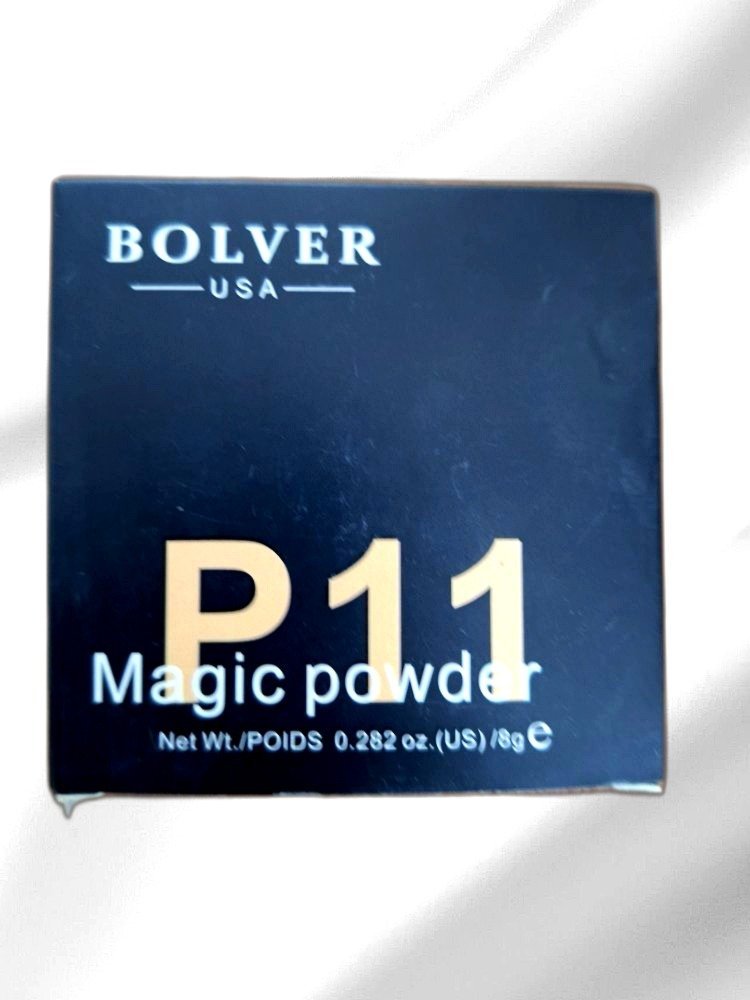 BOLVER
USA
P11
Magic powder
Net Wt./POIDS 0.282 oz.(US) /8g ℮